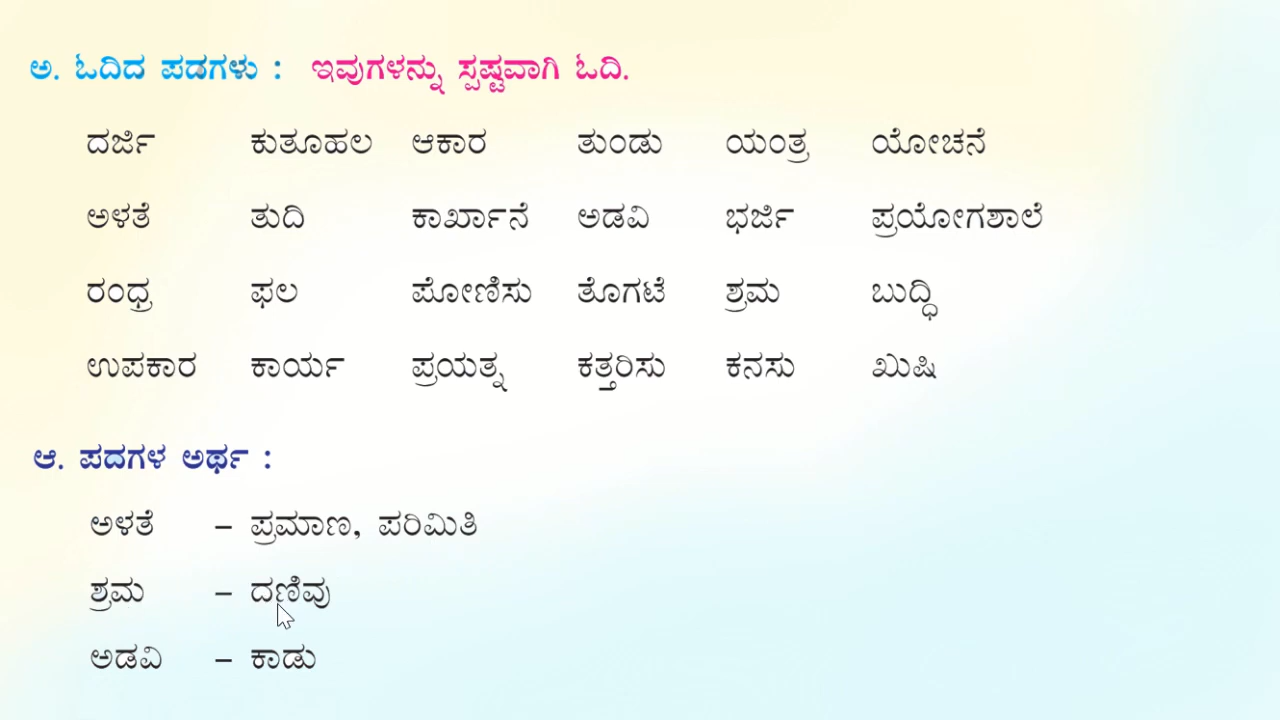 ಅ. ಓದಿದ ಪಡಗಳು : ಇವುಗಳನ್ನು ಸ್ಪಷ್ಟವಾಗಿ ಓದಿ.
ದರ್ಜಿ ಕುತೂಹಲ ಆಕಾರ ತುಂಡು ಯಂತ್ರ ಯೋಚನೆ
ಅಳತೆ ತುದಿ ಕಾರ್ಖಾನೆ ಅಡವಿ ಭರ್ಜಿ ಪ್ರಯೋಗಶಾಲೆ
ರಂಧ್ರ ಫಲ ಪೋಣಿಸು ತೊಗಟೆ ಶ್ರಮ ಬುದ್ಧಿ
ಉಪಕಾರ ಕಾರ್ಯ ಪ್ರಯತ್ನ ಕತ್ತರಿಸು ಕನಸು ಖುಷಿ
ಆ. ಪದಗಳ ಅರ್ಥ :
ಅಳತೆ – ಪ್ರಮಾಣ, ಪರಿಮಿತಿ
ಶ್ರಮ – ದಣಿವು
ಅಡವಿ – ಕಾಡು